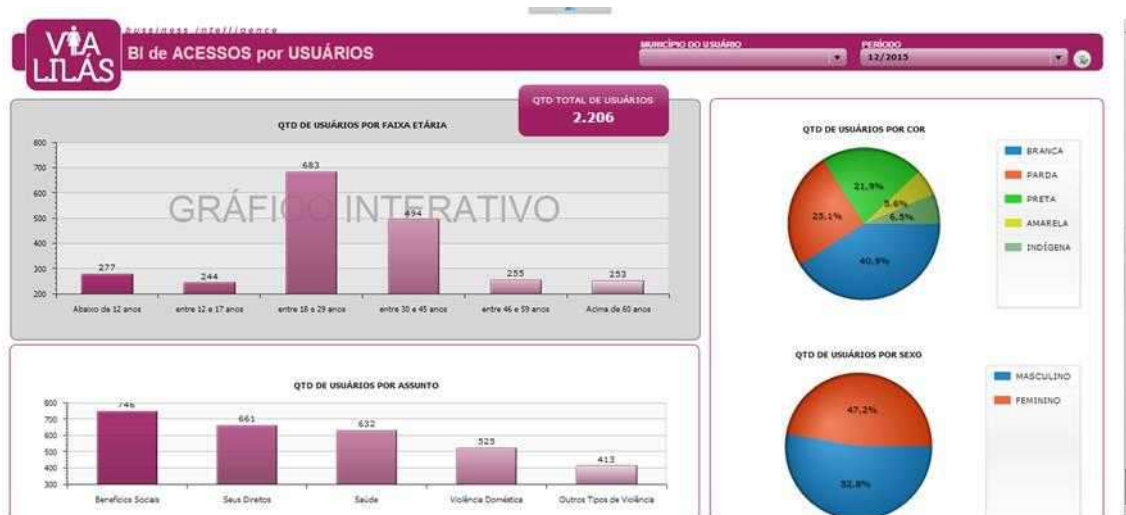 bussiness intelligence
VIA
LILÁS
BI de ACESSOS por USUÁRIOS
MUNICÍPIO DO USUÁRIO
PERÍODO
12/2015
QTD TOTAL DE USUÁRIOS
2.206
QTD DE USUÁRIOS POR FAIXA ETÁRIA
GRÁFICO INTERATIVO
800
700
600
500
400
300
200
277
244
683
494
255
253
Abaixo de 12 anos
entre 12 e 17 anos
entre 18 e 29 anos
entre 30 e 45 anos
entre 46 e 59 anos
Acima de 60 anos
QTD DE USUÁRIOS POR COR
21,9%
5,6%
6,5%
25,1%
40,9%
BRANCA
PARDA
PRETA
AMARELA
INDÍGENA
QTD DE USUÁRIOS POR ASSUNTO
800
700
600
500
400
300
746
661
632
525
413
Benefícios Sociais
Seus Direitos
Saúde
Violência Doméstica
Outros Tipos de Violência
QTD DE USUÁRIOS POR SEXO
47,2%
52,8%
MASCULINO
FEMININO